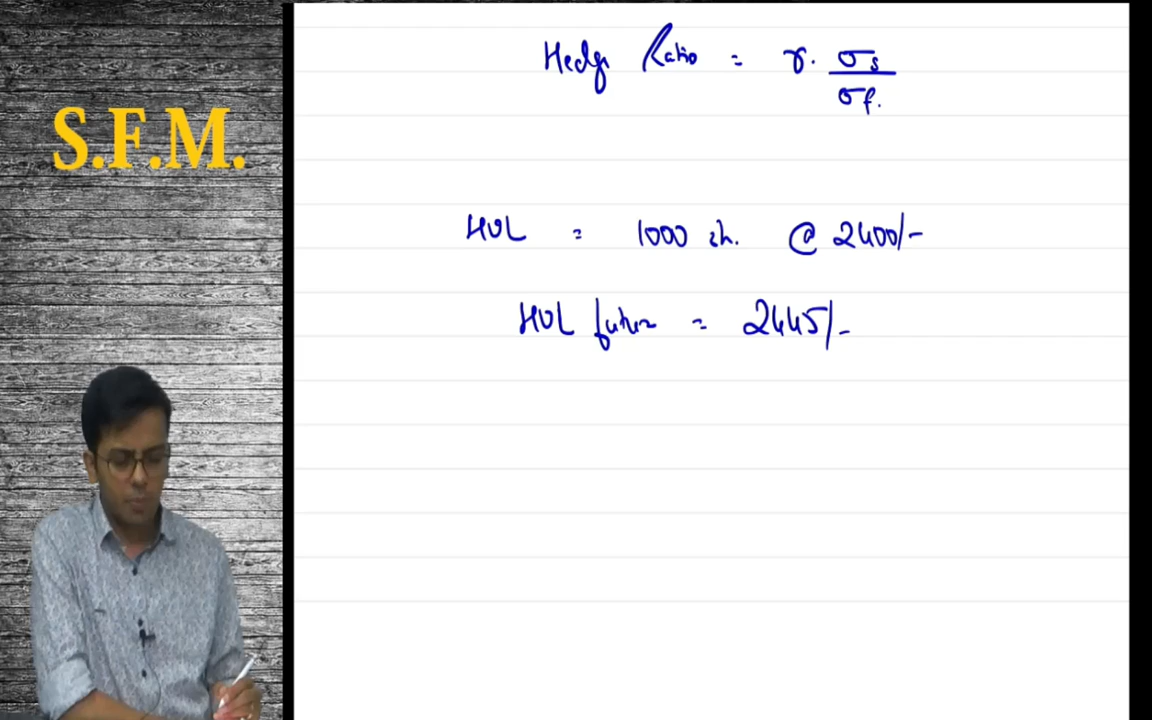 S.F.M.
Hedge Ratio = r. σs / σf.
HUL = 1000 sh. @ 2400/-
HUL future = 2445/-